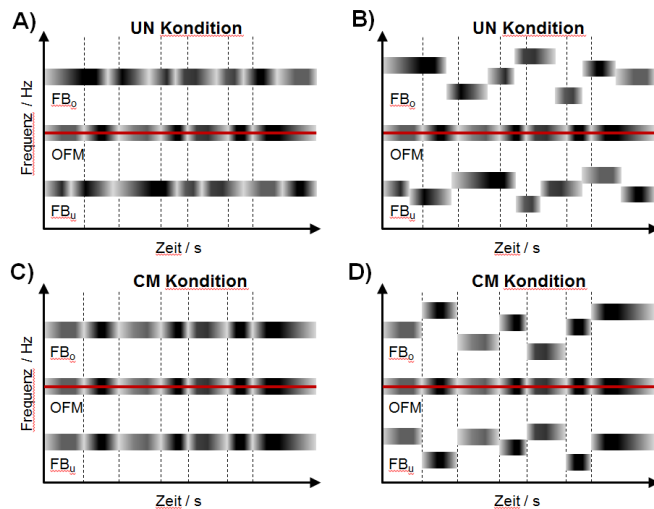 A)
UN Kondition
Frequenz / Hz
FBo
OFM
FBu
Zeit / s
B)
UN Kondition
FBo
OFM
FBu
Zeit / s
C)
CM Kondition
Frequenz / Hz
FBo
OFM
FBu
Zeit / s
D)
CM Kondition
FBo
OFM
FBu
Zeit / s